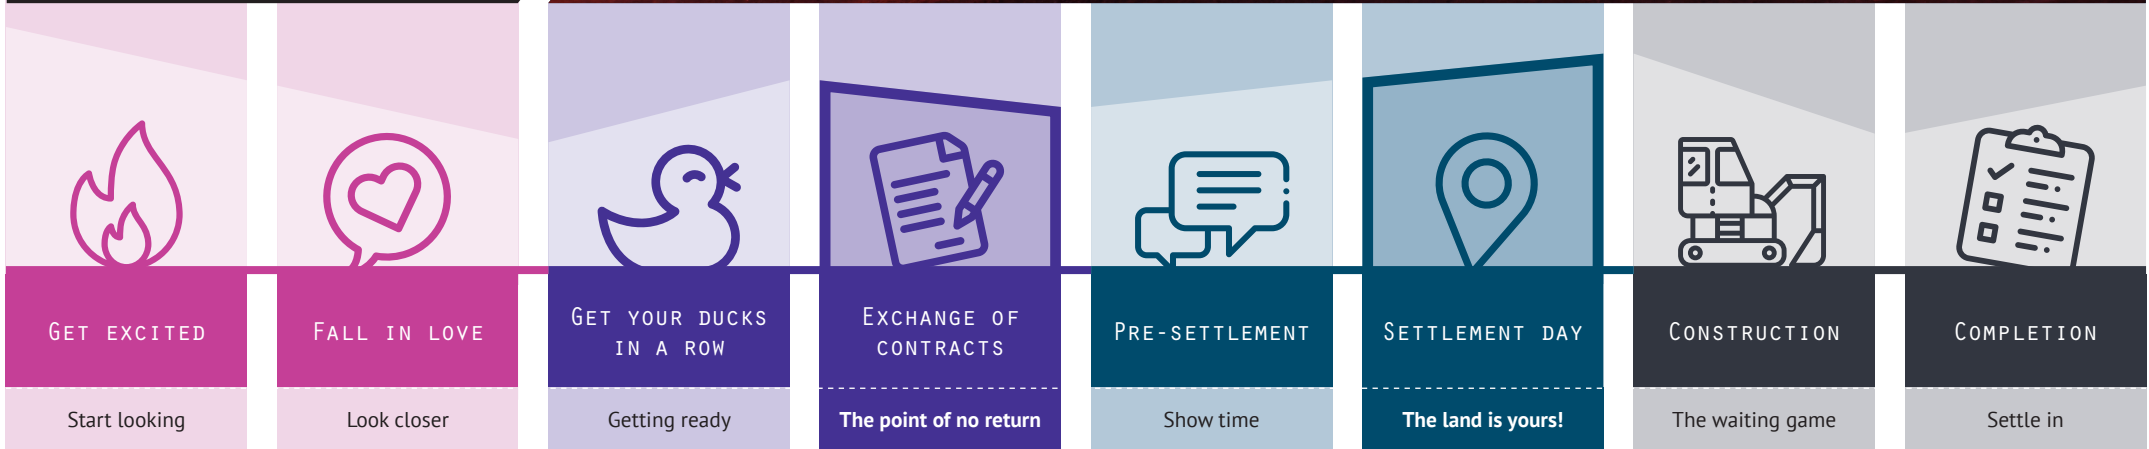 GET EXCITED
FALL IN LOVE
GET YOUR DUCKS
IN A ROW
EXCHANGE OF
CONTRACTS
PRE-SETTLEMENT
SETTLEMENT DAY
CONSTRUCTION
COMPLETION
Start looking
Look closer
Getting ready
The point of no return
Show time
The land is yours!
The waiting game
Settle in